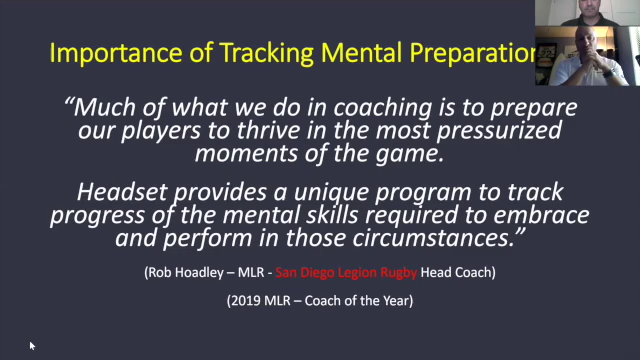 Importance of Tracking Mental Preparation
“Much of what we do in coaching is to prepare
our players to thrive in the most pressurized
moments of the game.
Headset provides a unique program to track
progress of the mental skills required to embrace
and perform in those circumstances.”
(Rob Hoadley – MLR - San Diego Legion Rugby Head Coach)
(2019 MLR – Coach of the Year)